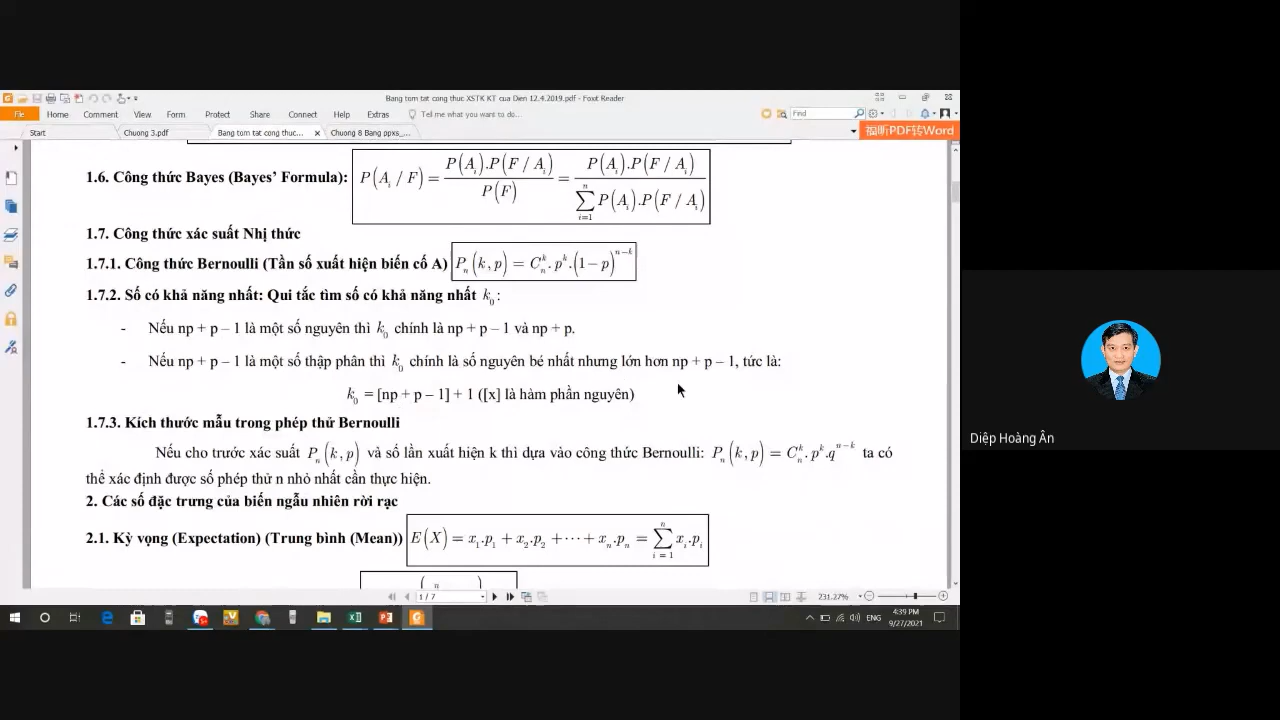 Bang tom tat cong thuc XSTK KT cua Dien 12.4.2019.pdf - Foxit Reader
File Home Comment View Form Protect Share Connect Help Extras Tell me what you want to do... Find
Start Chuong 3.pdf Bang tom tat cong thuc... Chuong 8 Bang ppxs_... 福昕PDF转Word
1.6. Công thức Bayes (Bayes’ Formula): P(A_i / F) = P(A_i).P(F / A_i) / P(F) = P(A_i).P(F / A_i) / ∑_{i=1}^{n} P(A_i).P(F / A_i)
1.7. Công thức xác suất Nhị thức
1.7.1. Công thức Bernoulli (Tần số xuất hiện biến cố A) P_n(k, p) = C_n^k . p^k . (1 − p)^{n−k}
1.7.2. Số có khả năng nhất: Qui tắc tìm số có khả năng nhất k_0 :
- Nếu np + p – 1 là một số nguyên thì k_0 chính là np + p – 1 và np + p.
- Nếu np + p – 1 là một số thập phân thì k_0 chính là số nguyên bé nhất nhưng lớn hơn np + p – 1, tức là:
k_0 = [np + p – 1] + 1 ([x] là hàm phần nguyên)
1.7.3. Kích thước mẫu trong phép thử Bernoulli
Nếu cho trước xác suất P_n(k, p) và số lần xuất hiện k thì dựa vào công thức Bernoulli: P_n(k, p) = C_n^k . p^k . q^{n−k} ta có
thể xác định được số phép thử n nhỏ nhất cần thực hiện.
2. Các số đặc trưng của biến ngẫu nhiên rời rạc
2.1. Kỳ vọng (Expectation) (Trung bình (Mean)) E(X) = x_1.p_1 + x_2.p_2 + ⋯ + x_n.p_n = ∑_{i=1}^{n} x_i.p_i
1 / 7 231.27%
ENG 4:39 PM
9/27/2021
Diệp Hoàng Ân